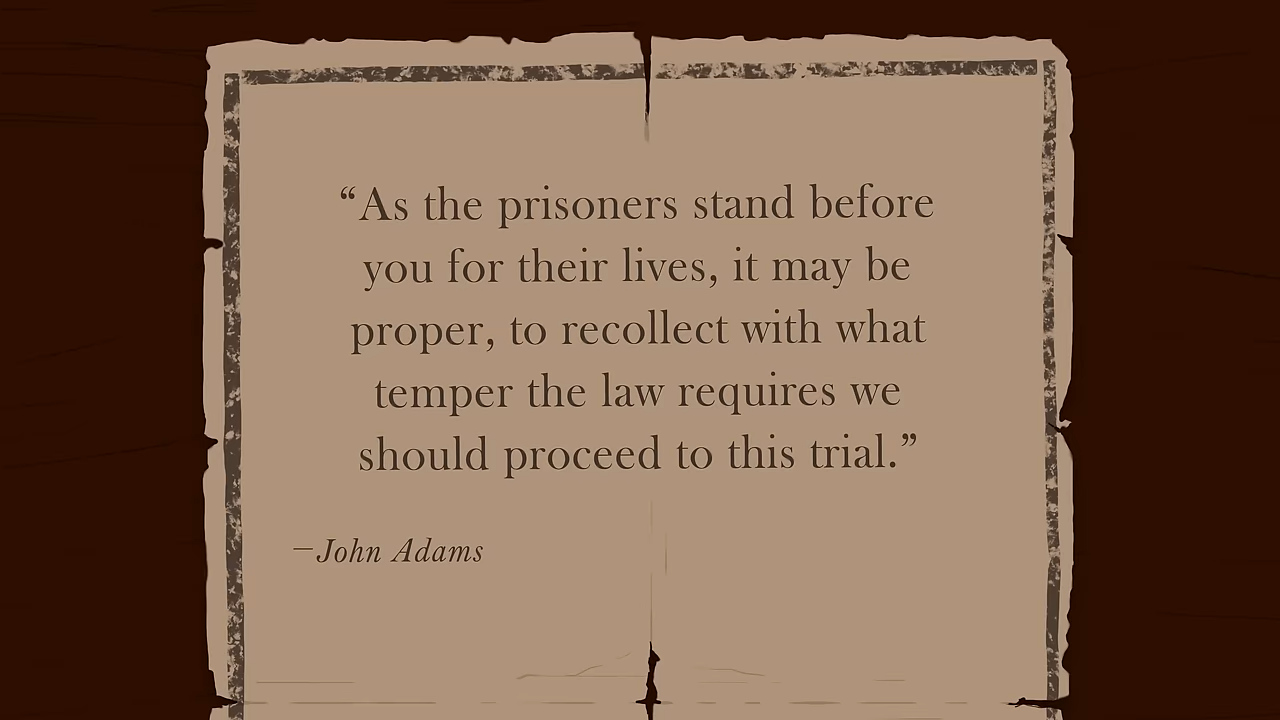 “As the prisoners stand before
you for their lives, it may be
proper, to recollect with what
temper the law requires we
should proceed to this trial.”
—John Adams